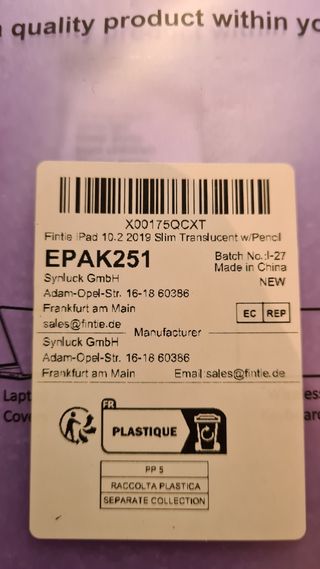 quality product within yo
X00175QCXT
Fintie iPad 10.2 2019 Slim Translucent w/Pencil
EPAK251
Batch No.:I-27
Made in China
NEW
Synluck GmbH
Adam-Opel-Str. 16-18 60386
Frankfurt am Main
sales@fintie.de
EC REP
Manufacturer
Synluck GmbH
Adam-Opel-Str. 16-18 60386
Frankfurt am Main Email:sales@fintie.de
Lapt
Cove
FR
PLASTIQUE
PP 5
RACCOLTA PLASTICA
SEPARATE COLLECTION